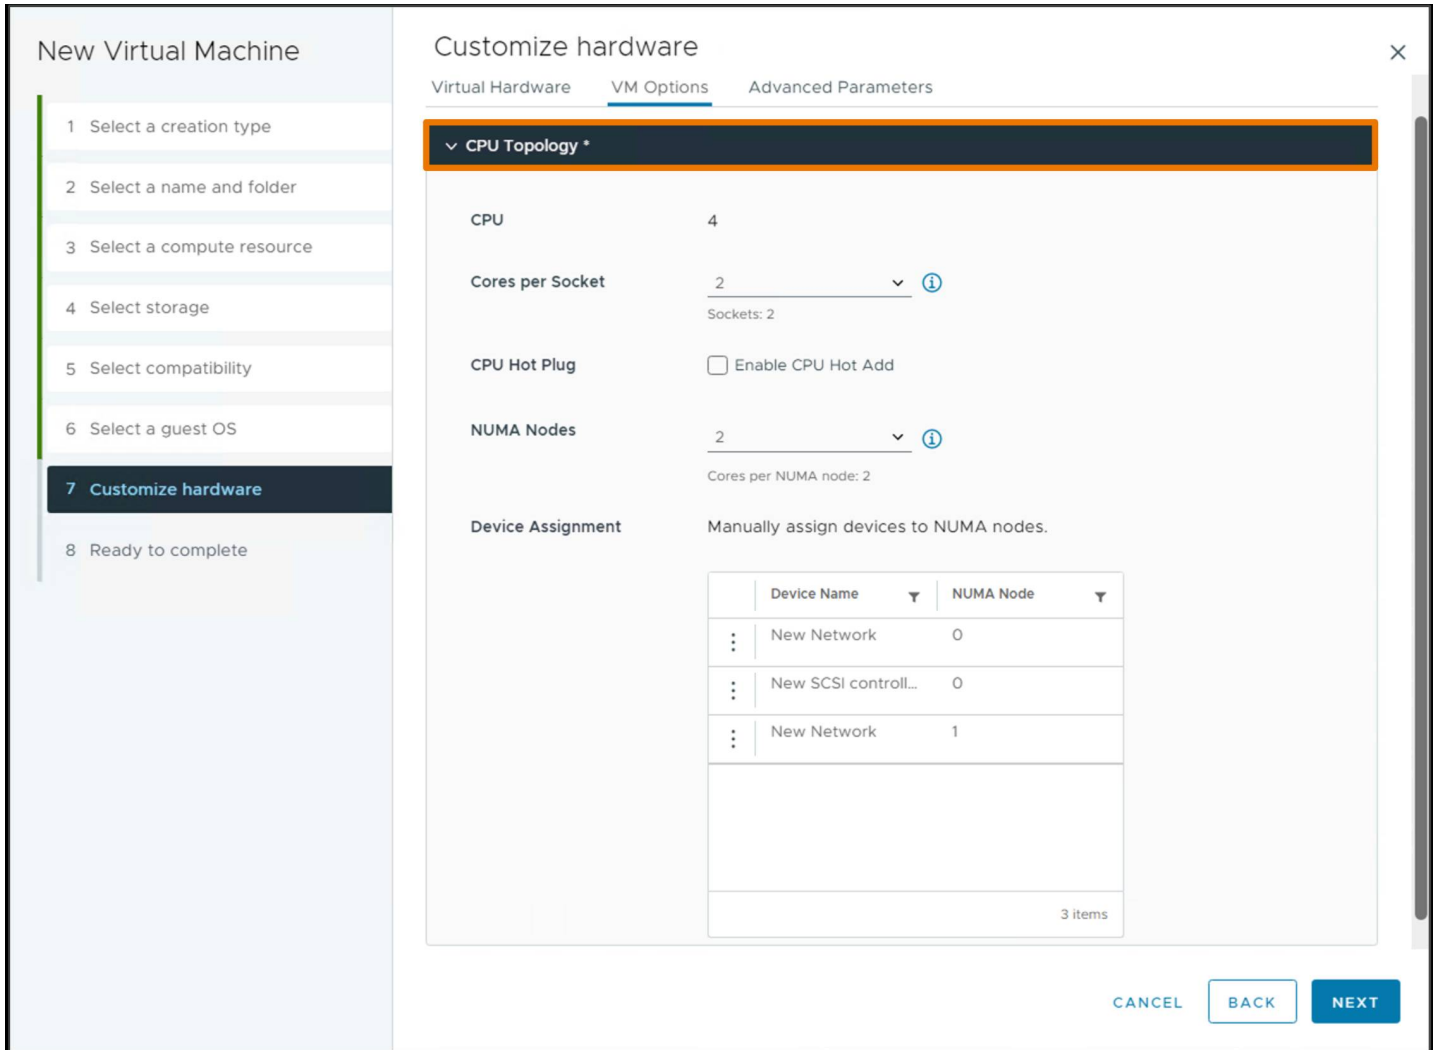 New Virtual Machine
1 Select a creation type
2 Select a name and folder
3 Select a compute resource
4 Select storage
5 Select compatibility
6 Select a guest OS
7 Customize hardware
8 Ready to complete
Customize hardware
Virtual Hardware VM Options Advanced Parameters
CPU Topology *
CPU 4
Cores per Socket 2
Sockets: 2
CPU Hot Plug Enable CPU Hot Add
NUMA Nodes 2
Cores per NUMA node: 2
Device Assignment Manually assign devices to NUMA nodes.
Device Name NUMA Node
New Network 0
New SCSI controll... 0
New Network 1
3 items
CANCEL BACK NEXT